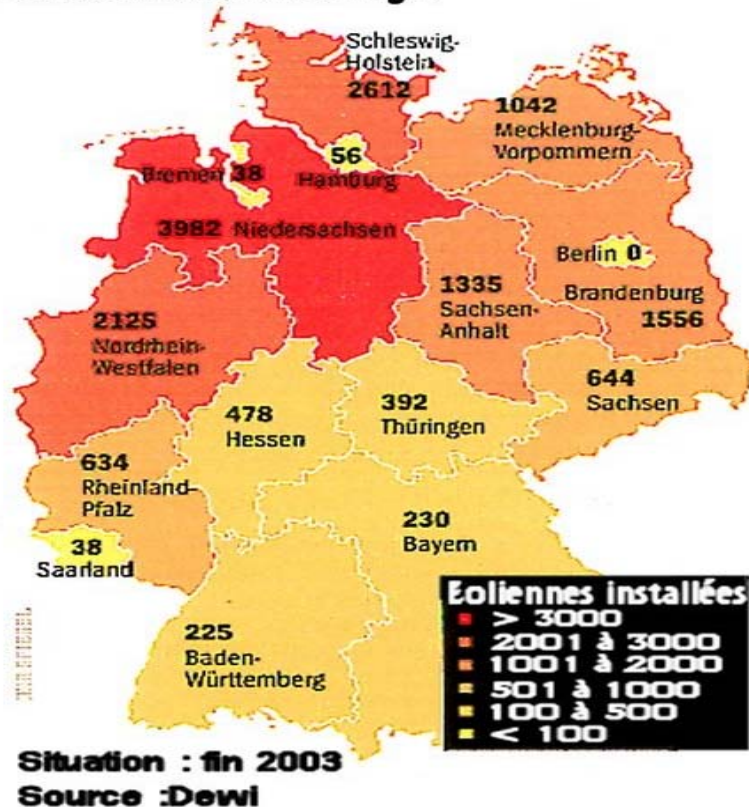 Schleswig-
Holstein
2612
1042
Mecklenburg-
Vorpommern
56
Hamburg
Bremen 38
3982 Niedersachsen
Berlin 0
Brandenburg
1556
1335
Sachsen-
Anhalt
2125
Nordrhein-
Westfalen
644
Sachsen
478
Hessen
392
Thüringen
634
Rheinland-
Pfalz
38
Saarland
230
Bayern
225
Baden-
Württemberg
Eoliennes installées
> 3000
2001 à 3000
1001 à 2000
501 à 1000
100 à 500
< 100
Situation : fin 2003
Source :Dewi